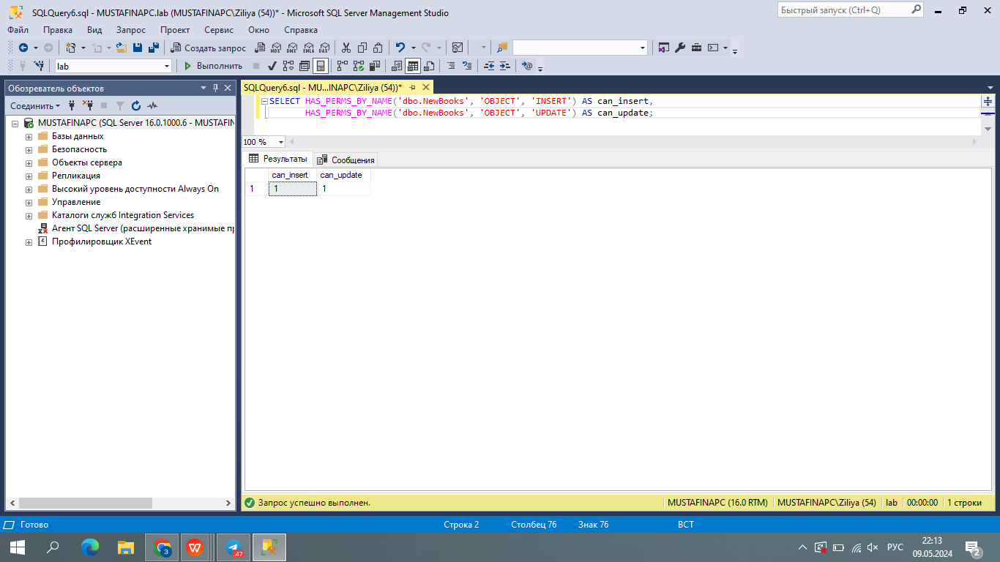 SQLQuery6.sql - MUSTAFINAPC.lab (MUSTAFINAPC\Ziliya (54))* - Microsoft SQL Server Management Studio
Быстрый запуск (Ctrl+Q)
Файл Правка Вид Запрос Проект Сервис Окно Справка
Создать запрос MDX DMX XMLA DAX
lab Выполнить
Обозреватель объектов
SQLQuery6.sql - MU...INAPC\Ziliya (54))*
Соединить
MUSTAFINAPC (SQL Server 16.0.1000.6 - MUSTAFIN
Базы данных
Безопасность
Объекты сервера
Репликация
Высокий уровень доступности Always On
Управление
Каталоги служб Integration Services
Агент SQL Server (расширенные хранимые пр
Профилировщик XEvent
SELECT HAS_PERMS_BY_NAME('dbo.NewBooks', 'OBJECT', 'INSERT') AS can_insert,
HAS_PERMS_BY_NAME('dbo.NewBooks', 'OBJECT', 'UPDATE') AS can_update;
100 %
Результаты Сообщения
can_insert can_update
1 1 1
Запрос успешно выполнен. MUSTAFINAPC (16.0 RTM) MUSTAFINAPC\Ziliya (54) lab 00:00:00 1 строки
Готово Строка 2 Столбец 76 Знак 76 ВСТ
3 W 47 РУС 22:13 2
09.05.2024